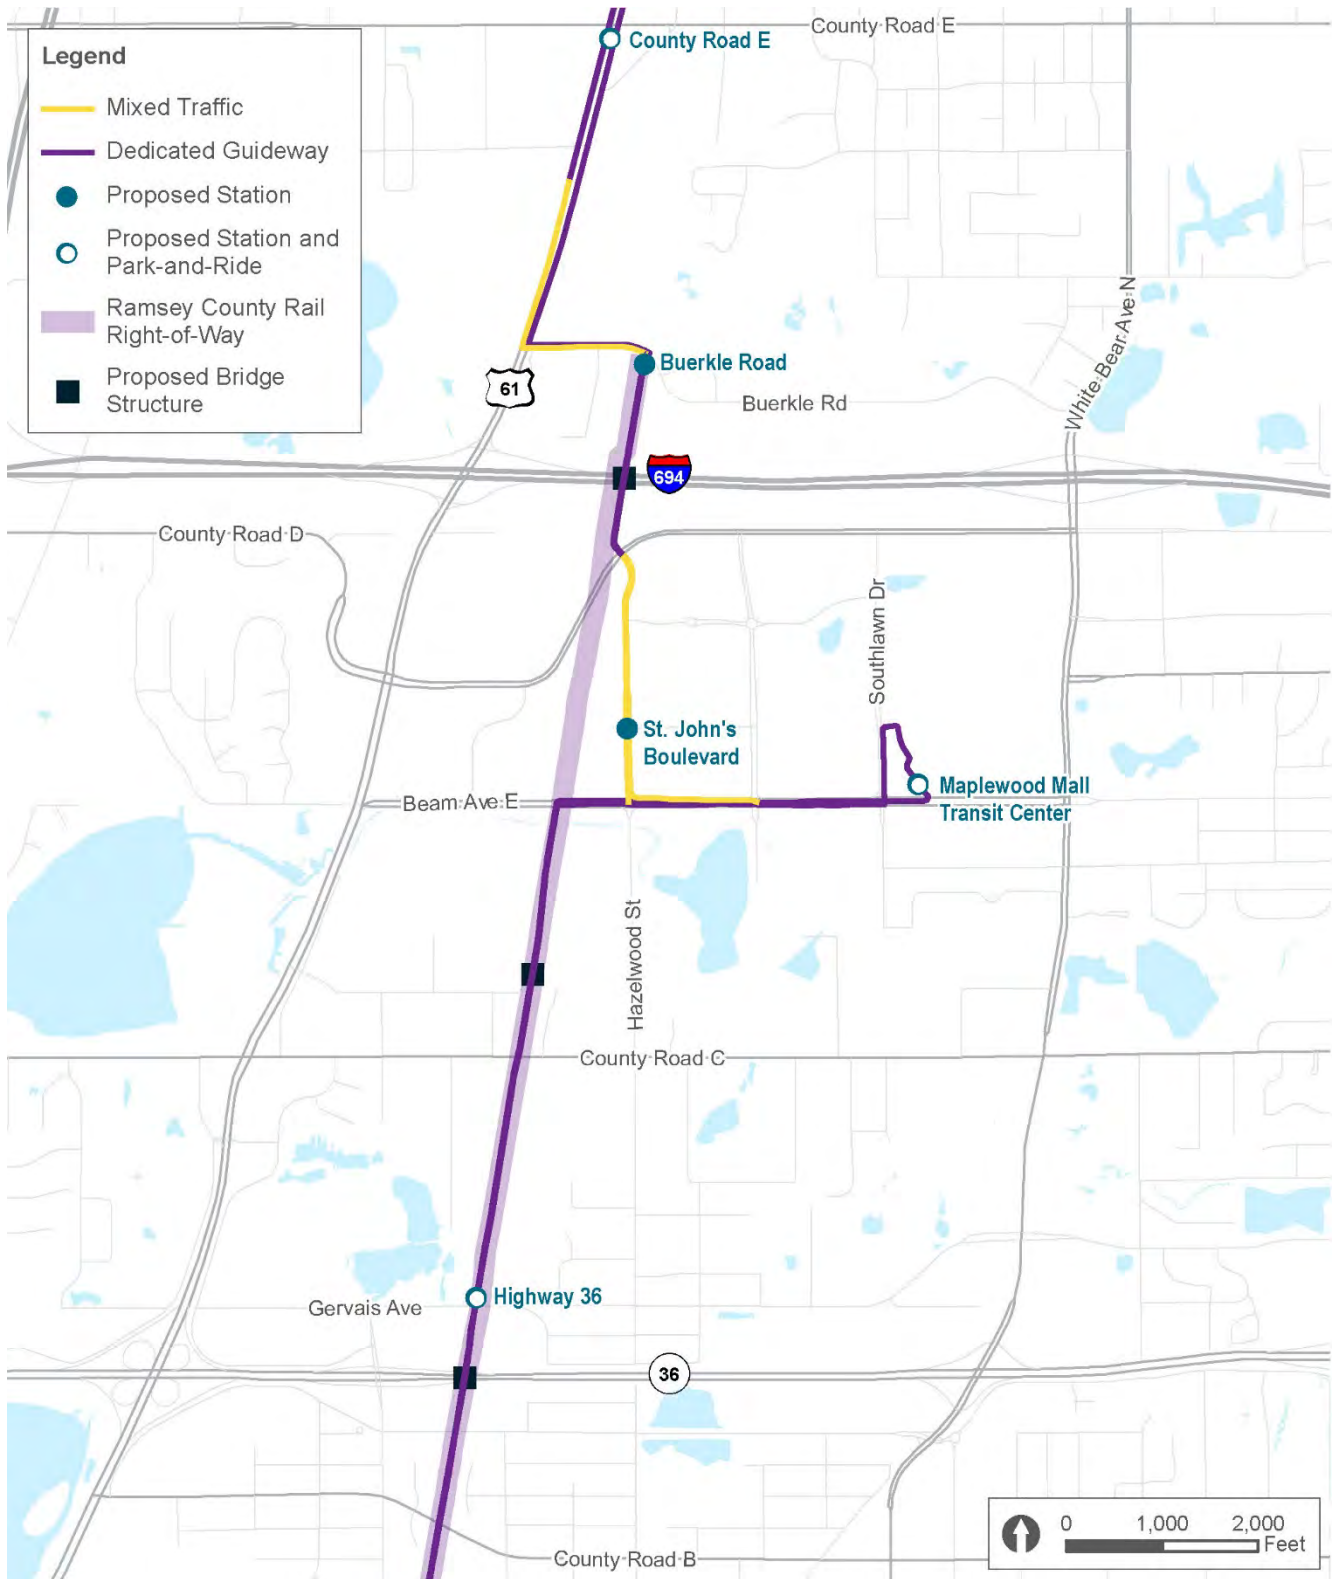 County Road E
County Road E
Legend
Mixed Traffic
Dedicated Guideway
Proposed Station
Proposed Station and
Park-and-Ride
Ramsey County Rail
Right-of-Way
Proposed Bridge
Structure
White Bear Ave N
Buerkle Road
61
Buerkle Rd
694
County Road D
Southlawn Dr
St. John's
Boulevard
Beam Ave E
Maplewood Mall
Transit Center
Hazelwood St
County Road C
Highway 36
Gervais Ave
36
0 1,000 2,000
Feet
County Road B